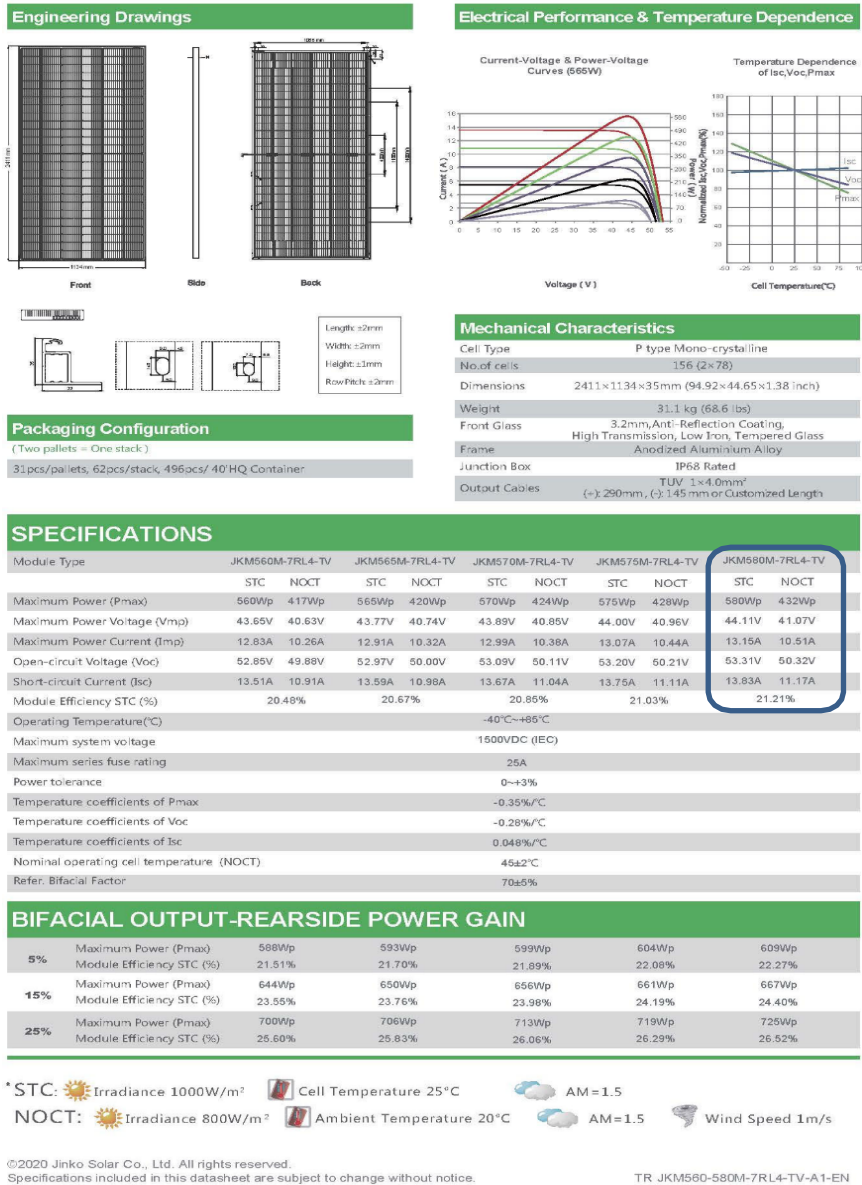 Engineering Drawings
Electrical Performance & Temperature Dependence
Current-Voltage & Power-Voltage
Curves (565W)
Temperature Dependence
of Isc,Voc,Pmax
Current ( A )
Power ( W )
Normalized Isc,Voc,Pmax(%)
Isc
Voc
Pmax
0 5 10 15 20 25 30 35 40 45 50 55
Voltage ( V )
Cell Temperature(℃)
1134mm
Front
Side
Back
Length: ±2mm
Width: ±2mm
Height: ±1mm
Row Pitch: ±2mm
Mechanical Characteristics
Cell Type P type Mono-crystalline
No.of cells 156 (2×78)
Dimensions 2411×1134×35mm (94.92×44.65×1.38 inch)
Weight 31.1 kg (68.6 lbs)
Front Glass 3.2mm,Anti-Reflection Coating,
High Transmission, Low Iron, Tempered Glass
Frame Anodized Aluminium Alloy
Junction Box IP68 Rated
Output Cables TUV 1×4.0mm²
(+): 290mm , (-): 145 mm or Customized Length
Packaging Configuration
( Two pallets = One stack )
31pcs/pallets, 62pcs/stack, 496pcs/ 40'HQ Container
SPECIFICATIONS
Module Type JKM560M-7RL4-TV JKM565M-7RL4-TV JKM570M-7RL4-TV JKM575M-7RL4-TV JKM580M-7RL4-TV
STC NOCT STC NOCT STC NOCT STC NOCT STC NOCT
Maximum Power (Pmax) 560Wp 417Wp 565Wp 420Wp 570Wp 424Wp 575Wp 428Wp 580Wp 432Wp
Maximum Power Voltage (Vmp) 43.65V 40.63V 43.77V 40.74V 43.89V 40.85V 44.00V 40.96V 44.11V 41.07V
Maximum Power Current (Imp) 12.83A 10.26A 12.91A 10.32A 12.99A 10.38A 13.07A 10.44A 13.15A 10.51A
Open-circuit Voltage (Voc) 52.85V 49.88V 52.97V 50.00V 53.09V 50.11V 53.20V 50.21V 53.31V 50.32V
Short-circuit Current (Isc) 13.51A 10.91A 13.59A 10.98A 13.67A 11.04A 13.75A 11.11A 13.83A 11.17A
Module Efficiency STC (%) 20.48% 20.67% 20.85% 21.03% 21.21%
Operating Temperature(℃) -40℃~+85℃
Maximum system voltage 1500VDC (IEC)
Maximum series fuse rating 25A
Power tolerance 0~+3%
Temperature coefficients of Pmax -0.35%/℃
Temperature coefficients of Voc -0.28%/℃
Temperature coefficients of Isc 0.048%/℃
Nominal operating cell temperature (NOCT) 45±2℃
Refer. Bifacial Factor 70±5%
BIFACIAL OUTPUT-REARSIDE POWER GAIN
5% Maximum Power (Pmax) 588Wp 593Wp 599Wp 604Wp 609Wp
Module Efficiency STC (%) 21.51% 21.70% 21.89% 22.08% 22.27%
15% Maximum Power (Pmax) 644Wp 650Wp 656Wp 661Wp 667Wp
Module Efficiency STC (%) 23.55% 23.76% 23.98% 24.19% 24.40%
25% Maximum Power (Pmax) 700Wp 706Wp 713Wp 719Wp 725Wp
Module Efficiency STC (%) 25.60% 25.83% 26.06% 26.29% 26.52%
*STC: Irradiance 1000W/m² Cell Temperature 25°C AM=1.5
NOCT: Irradiance 800W/m² Ambient Temperature 20°C AM=1.5 Wind Speed 1m/s
©2020 Jinko Solar Co., Ltd. All rights reserved.
Specifications included in this datasheet are subject to change without notice. TR JKM560-580M-7RL4-TV-A1-EN